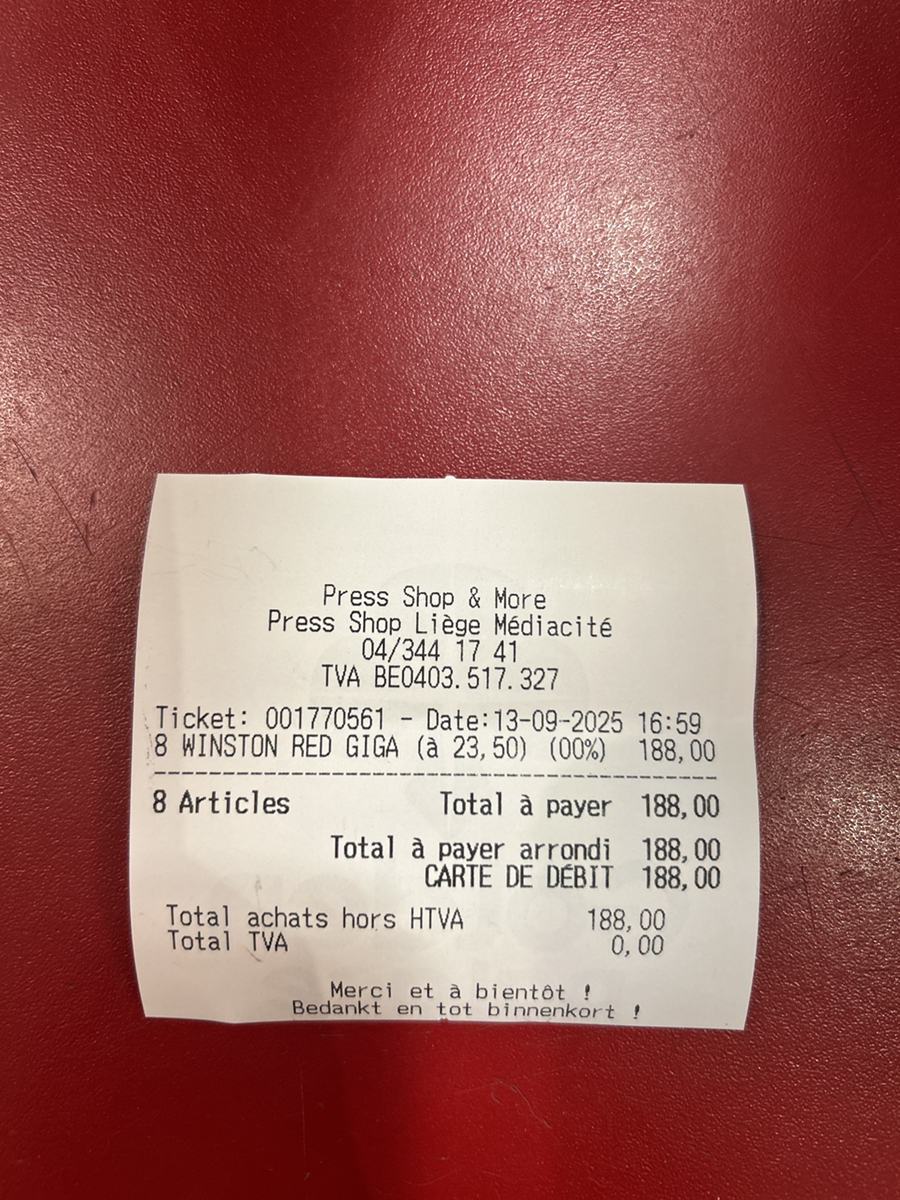 Press Shop & More
Press Shop Liège Médiacité
04/344 17 41
TVA BE0403.517.327
Ticket: 001770561 - Date:13-09-2025 16:59
8 WINSTON RED GIGA (à 23,50) (00%) 188,00
8 Articles Total à payer 188,00
Total à payer arrondi 188,00
CARTE DE DÉBIT 188,00
Total achats hors HTVA 188,00
Total TVA 0,00
Merci et à bientôt !
Bedankt en tot binnenkort !